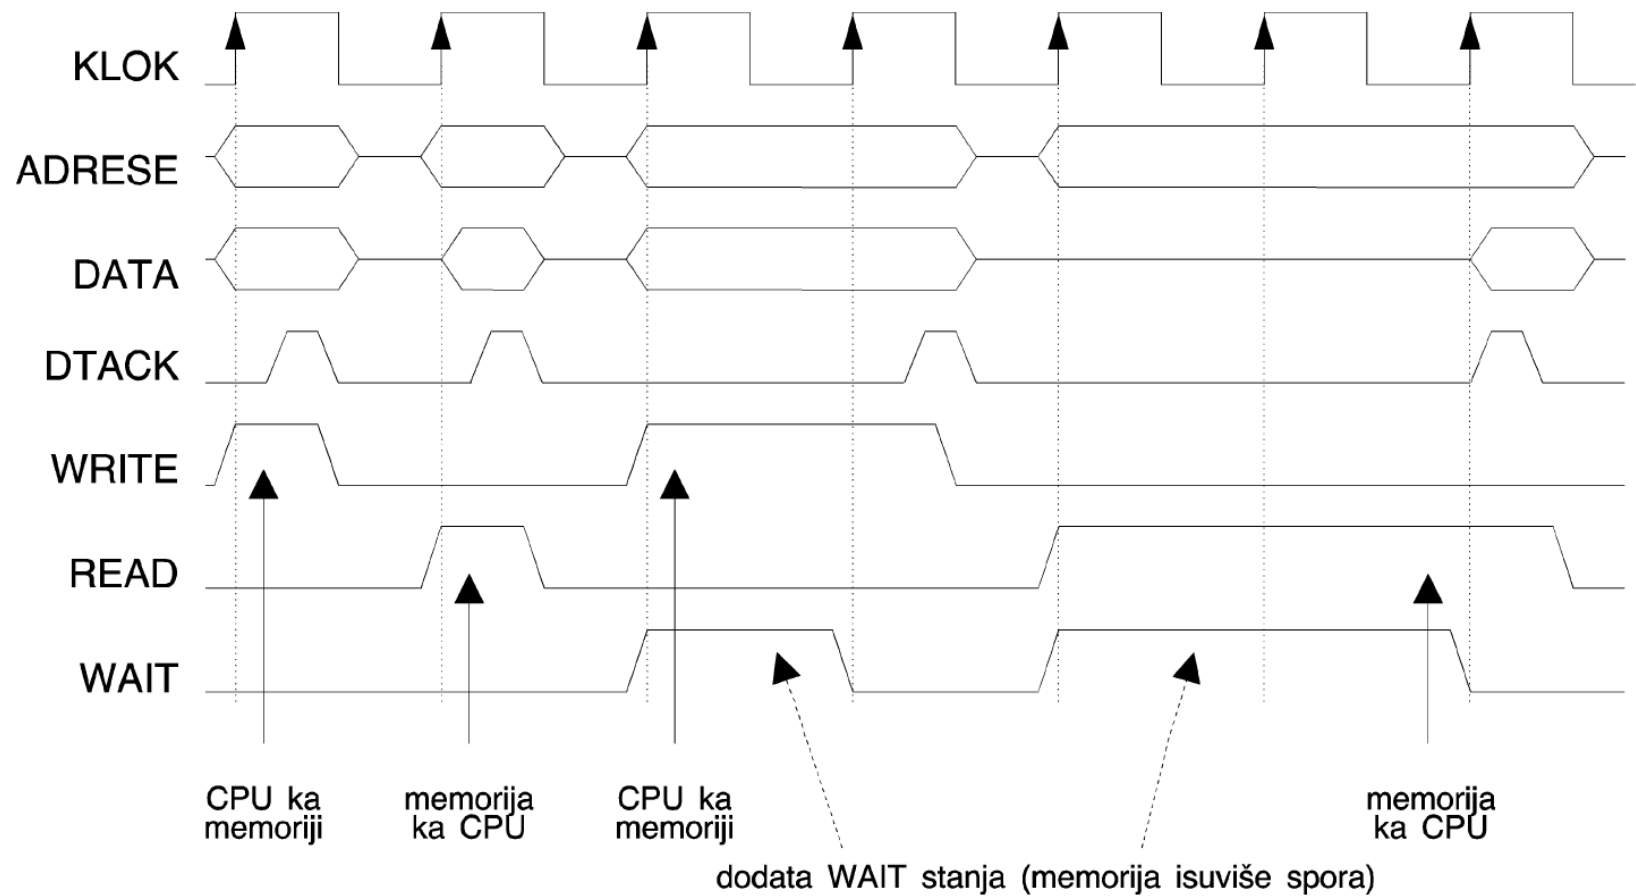 KLOK
ADRESE
DATA
DTACK
WRITE
READ
WAIT
CPU ka
memoriji
memorija
ka CPU
CPU ka
memoriji
memorija
ka CPU
dodata WAIT stanja (memorija isuviše spora)